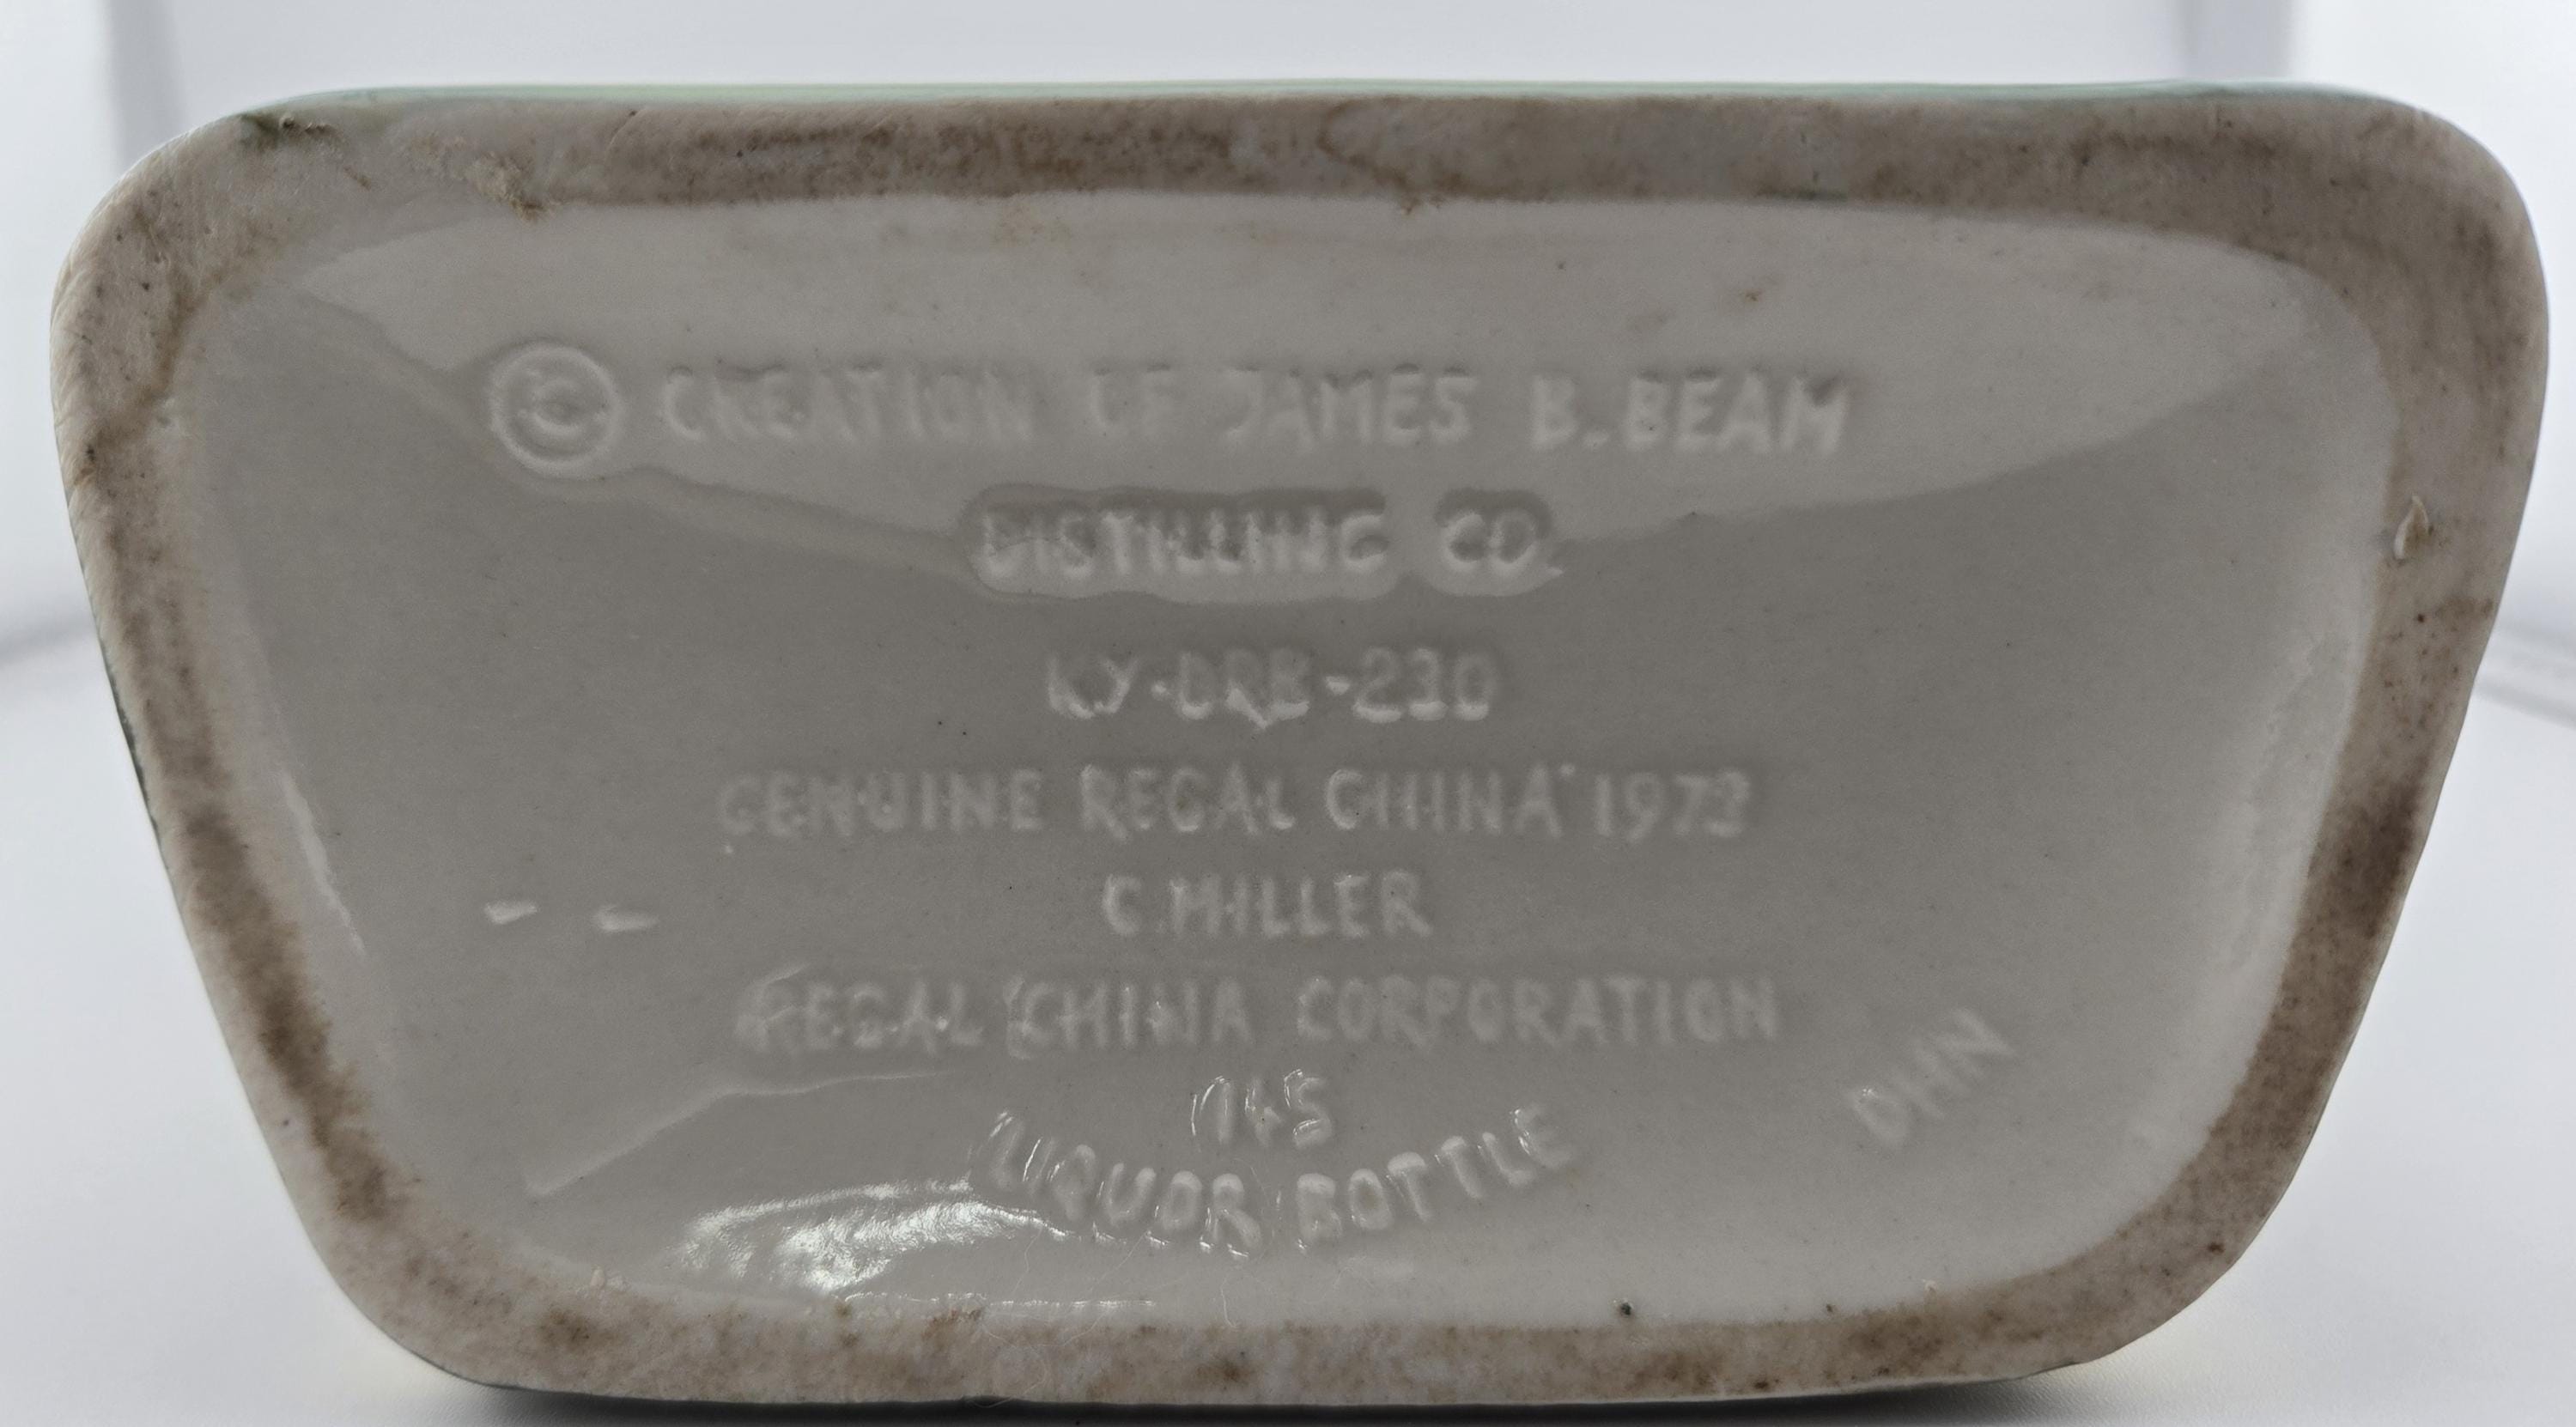 © CREATION OF JAMES B. BEAM
DISTILLING CO.
KY-DRB-230
GENUINE REGAL CHINA 1973
C. MILLER
REGAL CHINA CORPORATION
LIQUOR BOTTLE
DHN